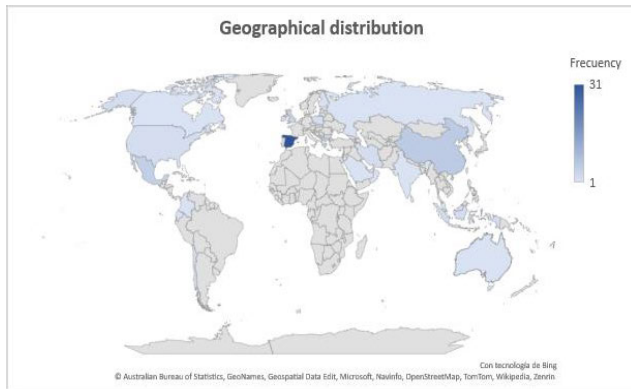 Geographical distribution
Frecuency
31
1
Con tecnología de Bing
© Australian Bureau of Statistics, GeoNames, Geospatial Data Edit, Microsoft, Navinfo, OpenStreetMap, TomTom, Wikipedia, Zenrin